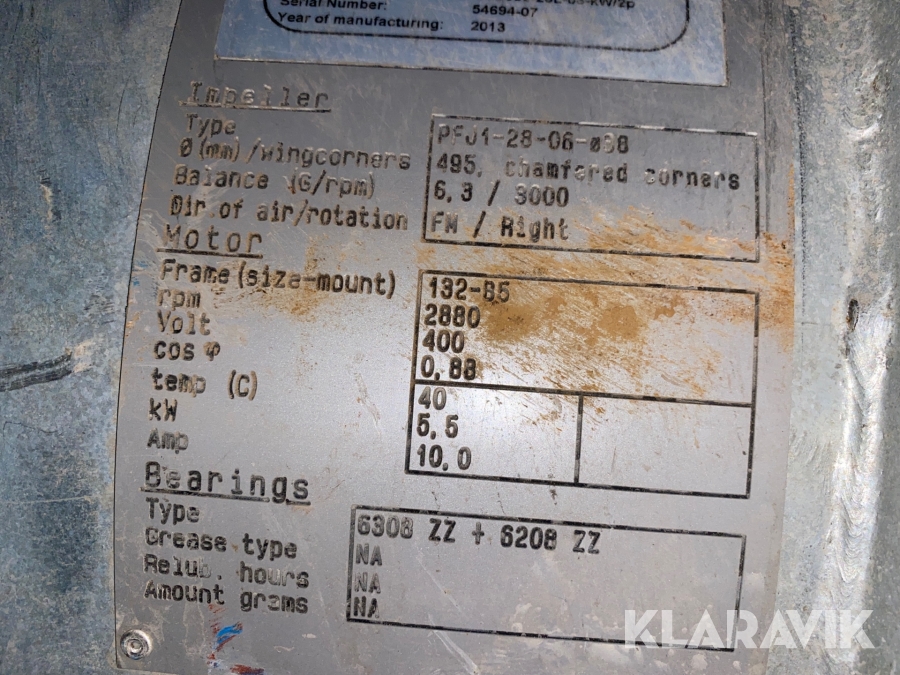 Serial Number: 54694-07
Year of manufacturing: 2013
Impeller
Type PFJ1-28-06-ø38
Ø(mm)/wingcorners 495, chamfered corners
Balance (G/rpm) 6,3 / 3000
Dir.of air/rotation FM / Right
Motor
Frame(size-mount) 132-B5
rpm 2880
Volt 400
cos φ 0,88
temp (C) 40
kW 5,5
Amp 10,0
Bearings
Type 6308 ZZ + 6208 ZZ
Grease type NA
Relub. hours NA
Amount grams NA
KLARAVIK